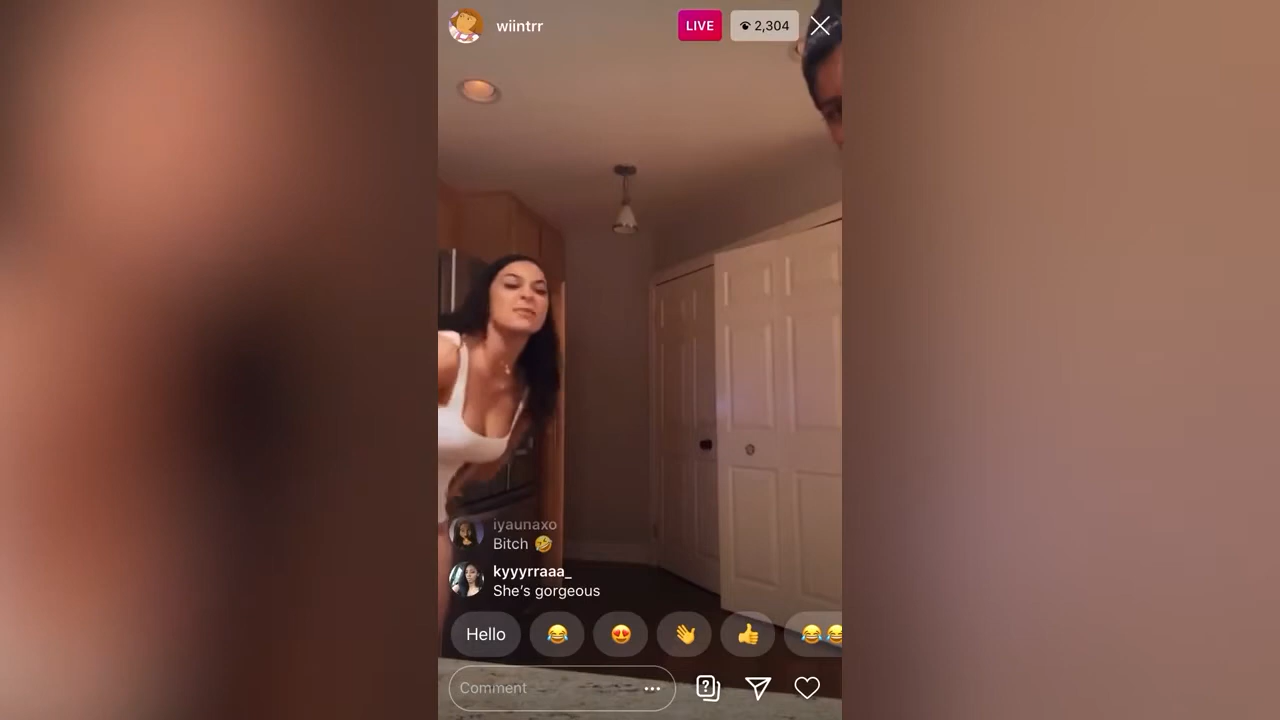 wiintrr
LIVE
2,304
iyaunaxo
Bitch 🤣
kyyyrraaa_
She's gorgeous
Hello
Comment